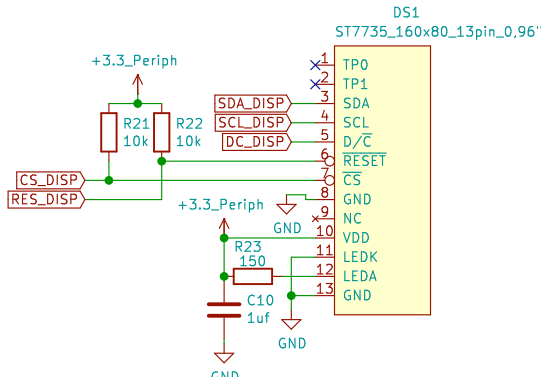 DS1
ST7735_160x80_13pin_0,96"
+3.3_Periph
R21
10k
R22
10k
CS_DISP
RES_DISP
SDA_DISP
SCL_DISP
DC_DISP
1 TP0
2 TP1
3 SDA
4 SCL
5 D/C
6 RESET
7 CS
8 GND
9 NC
10 VDD
11 LEDK
12 LEDA
13 GND
GND
+3.3_Periph
R23
150
C10
1uf
GND
GND